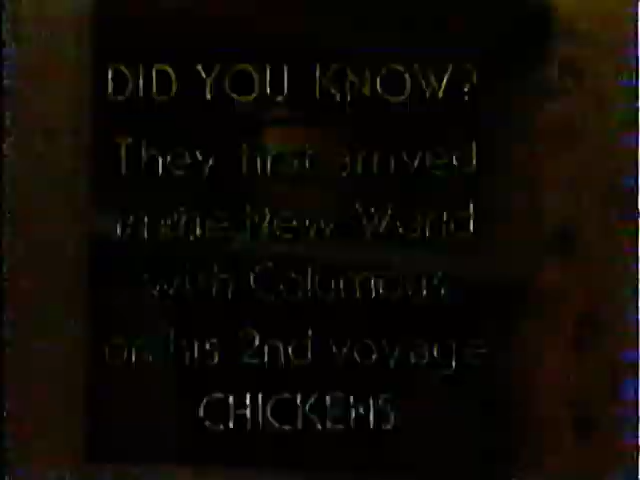 DID YOU KNOW?
They first arrived
in the New World
with Columbus
on his 2nd voyage
CHICKENS